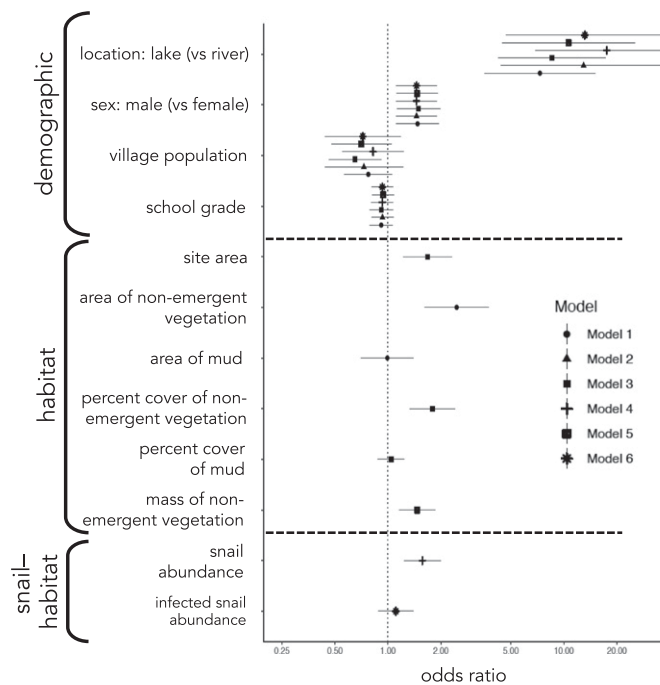 demographic
location: lake (vs river)
sex: male (vs female)
village population
school grade
habitat
site area
area of non-emergent
vegetation
area of mud
percent cover of non-
emergent vegetation
percent cover
of mud
mass of non-
emergent vegetation
snail–
habitat
snail
abundance
infected snail
abundance
Model
Model 1
Model 2
Model 3
Model 4
Model 5
Model 6
0.25 0.50 1.00 2.00 5.00 10.00 20.00
odds ratio